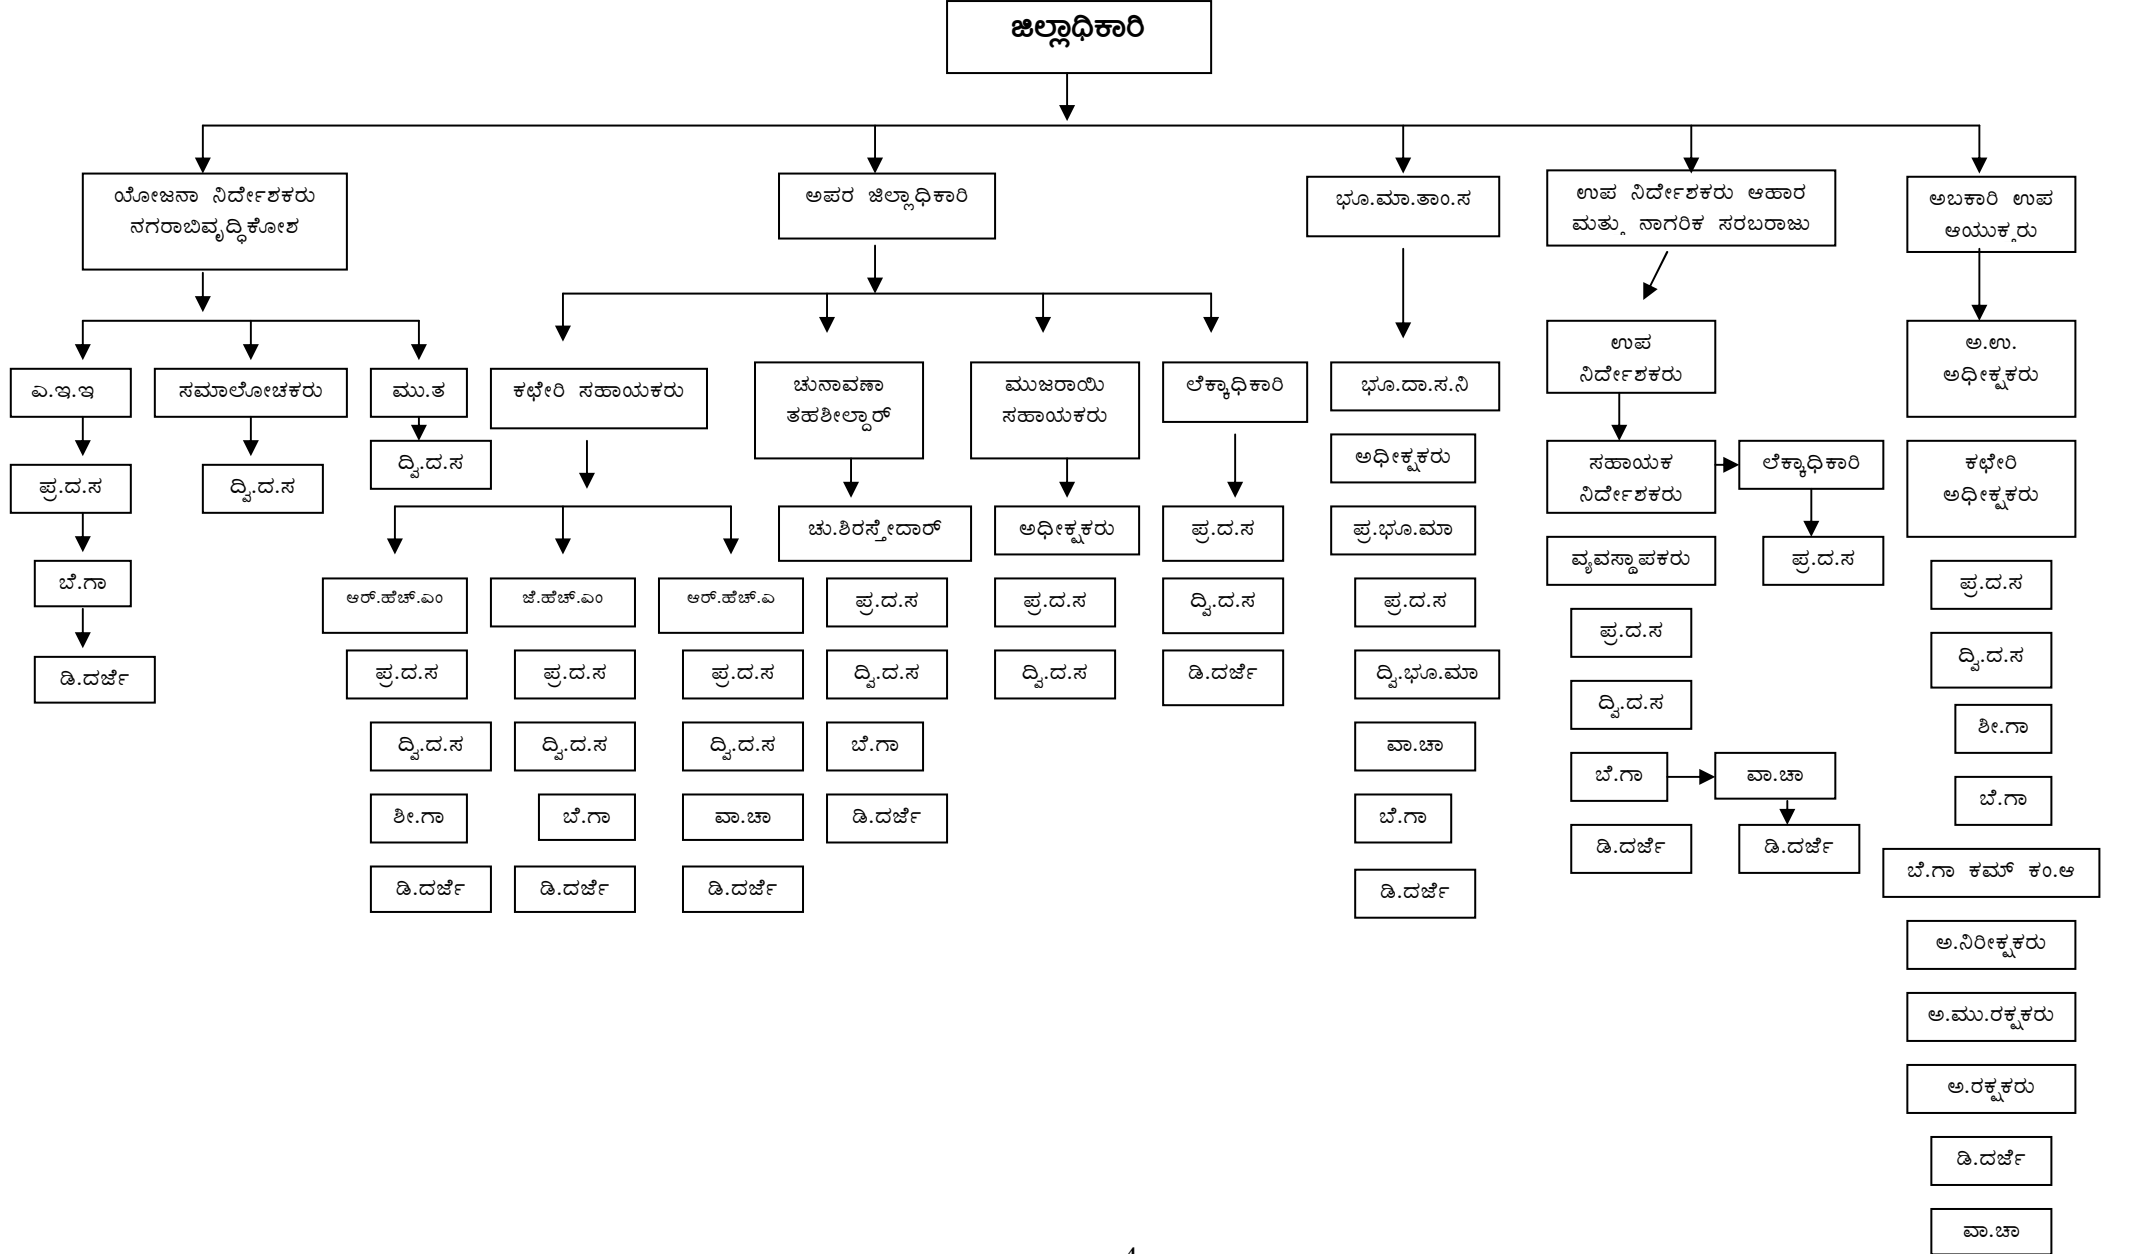 ಜಿಲ್ಲಾಧಿಕಾರಿ
ಯೋಜನಾ ನಿರ್ದೇಶಕರು
ನಗರಾಬಿವೃದ್ಧಿಕೋಶ
ಅಪರ ಜಿಲ್ಲಾಧಿಕಾರಿ
ಭೂ.ಮಾ.ತಾಂ.ಸ
ಉಪ ನಿರ್ದೇಶಕರು ಆಹಾರ
ಮತ್ತು ನಾಗರಿಕ ಸರಬರಾಜು
ಅಬಕಾರಿ ಉಪ
ಆಯುಕ್ತರು
ಎ.ಇ.ಇ
ಸಮಾಲೋಚಕರು
ಮು.ತ
ಕಛೇರಿ ಸಹಾಯಕರು
ಚುನಾವಣಾ
ತಹಶೀಲ್ದಾರ್
ಮುಜರಾಯಿ
ಸಹಾಯಕರು
ಲೆಕ್ಕಾಧಿಕಾರಿ
ಭೂ.ದಾ.ಸ.ನಿ
ಉಪ
ನಿರ್ದೇಶಕರು
ಅ.ಉ.
ಅಧೀಕ್ಷಕರು
ಪ್ರ.ದ.ಸ
ದ್ವಿ.ದ.ಸ
ದ್ವಿ.ದ.ಸ
ಅಧೀಕ್ಷಕರು
ಸಹಾಯಕ
ನಿರ್ದೇಶಕರು
ಲೆಕ್ಕಾಧಿಕಾರಿ
ಕಛೇರಿ
ಅಧೀಕ್ಷಕರು
ಚು.ಶಿರಸ್ತೇದಾರ್
ಅಧೀಕ್ಷಕರು
ಪ್ರ.ದ.ಸ
ಪ್ರ.ಭೂ.ಮಾ
ವ್ಯವಸ್ಥಾಪಕರು
ಪ್ರ.ದ.ಸ
ಬೆ.ಗಾ
ಆರ್.ಹೆಚ್.ಎಂ
ಜೆ.ಹೆಚ್.ಎಂ
ಆರ್.ಹೆಚ್.ಎ
ಪ್ರ.ದ.ಸ
ಪ್ರ.ದ.ಸ
ದ್ವಿ.ದ.ಸ
ಪ್ರ.ದ.ಸ
ಪ್ರ.ದ.ಸ
ಪ್ರ.ದ.ಸ
ಡಿ.ದರ್ಜೆ
ಪ್ರ.ದ.ಸ
ಪ್ರ.ದ.ಸ
ಪ್ರ.ದ.ಸ
ದ್ವಿ.ದ.ಸ
ದ್ವಿ.ದ.ಸ
ಡಿ.ದರ್ಜೆ
ದ್ವಿ.ಭೂ.ಮಾ
ದ್ವಿ.ದ.ಸ
ದ್ವಿ.ದ.ಸ
ದ್ವಿ.ದ.ಸ
ದ್ವಿ.ದ.ಸ
ದ್ವಿ.ದ.ಸ
ಬೆ.ಗಾ
ವಾ.ಚಾ
ಶೀ.ಗಾ
ಬೆ.ಗಾ
ವಾ.ಚಾ
ಶೀ.ಗಾ
ಬೆ.ಗಾ
ವಾ.ಚಾ
ಡಿ.ದರ್ಜೆ
ಬೆ.ಗಾ
ಬೆ.ಗಾ
ಡಿ.ದರ್ಜೆ
ಡಿ.ದರ್ಜೆ
ಡಿ.ದರ್ಜೆ
ಡಿ.ದರ್ಜೆ
ಡಿ.ದರ್ಜೆ
ಡಿ.ದರ್ಜೆ
ಬೆ.ಗಾ ಕಮ್ ಕಂ.ಆ
ಅ.ನಿರೀಕ್ಷಕರು
ಅ.ಮು.ರಕ್ಷಕರು
ಅ.ರಕ್ಷಕರು
ಡಿ.ದರ್ಜೆ
ವಾ.ಚಾ